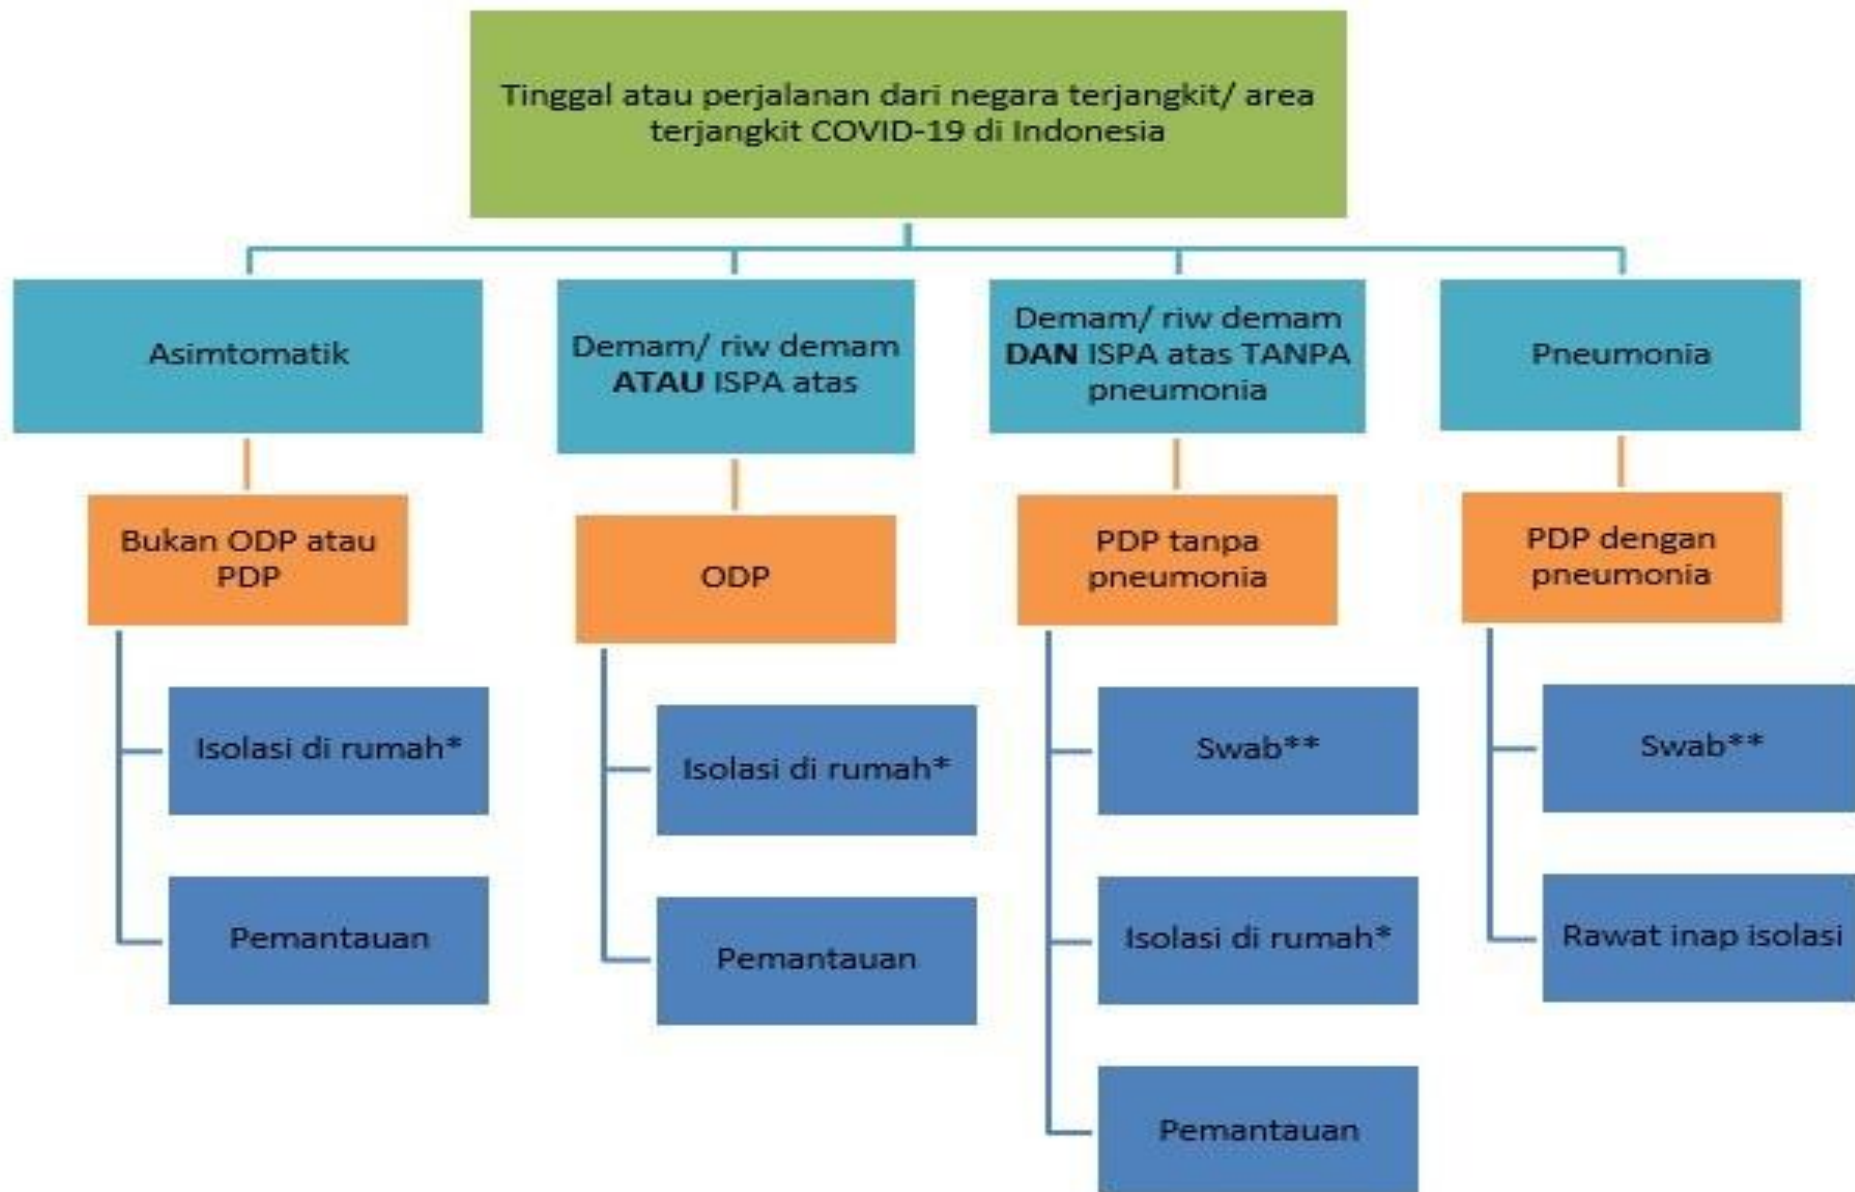 Tinggal atau perjalanan dari negara terjangkit/ area
terjangkit COVID-19 di Indonesia
Asimtomatik
Demam/ riw demam
ATAU ISPA atas
Demam/ riw demam
DAN ISPA atas TANPA
pneumonia
Pneumonia
Bukan ODP atau
PDP
ODP
PDP tanpa
pneumonia
PDP dengan
pneumonia
Isolasi di rumah*
Isolasi di rumah*
Swab**
Swab**
Pemantauan
Pemantauan
Isolasi di rumah*
Rawat inap isolasi
Pemantauan